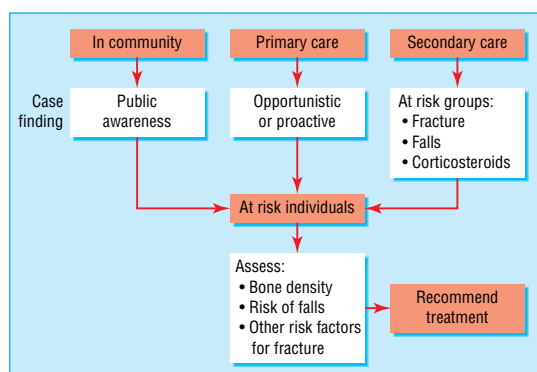 In community
Primary care
Secondary care
Case
finding
Public
awareness
Opportunistic
or proactive
At risk groups:
• Fracture
• Falls
• Corticosteroids
At risk individuals
Assess:
• Bone density
• Risk of falls
• Other risk factors
for fracture
Recommend
treatment